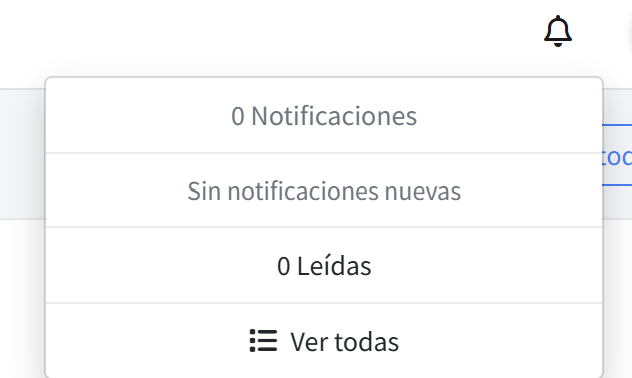 0 Notificaciones
Sin notificaciones nuevas
0 Leídas
Ver todas